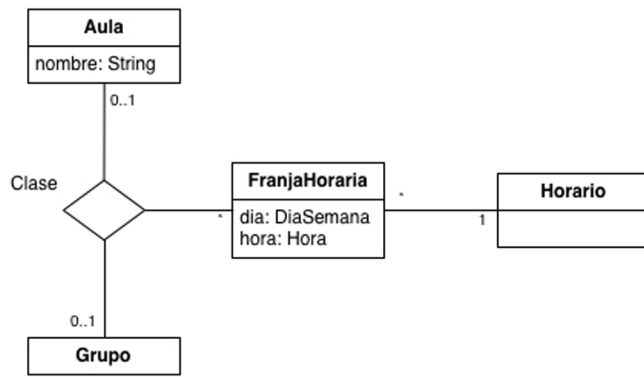 Aula
nombre: String
0..1
Clase
FranjaHoraria
dia: DiaSemana
hora: Hora
*
*
1
Horario
0..1
Grupo